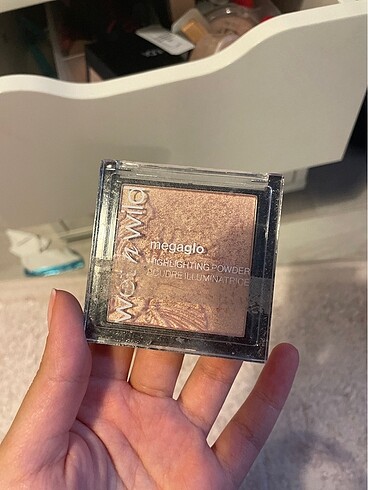 wet n wild
megaglo
HIGHLIGHTING POWDER
POUDRE ILLUMINATRICE